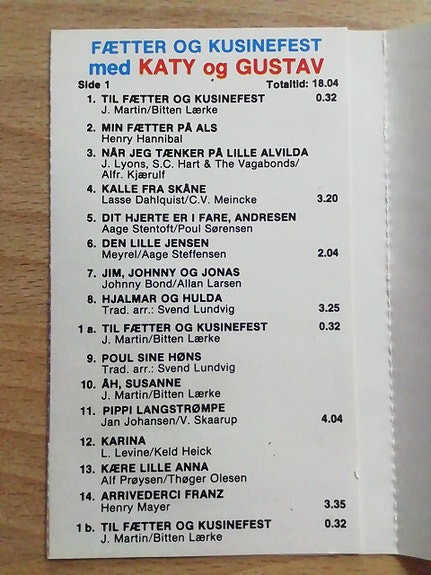 FÆTTER OG KUSINEFEST
med KATY og GUSTAV
Side 1 Totaltid: 18.04
1. TIL FÆTTER OG KUSINEFEST 0.32
J. Martin/Bitten Lærke
2. MIN FÆTTER PÅ ALS
Henry Hannibal
3. NÅR JEG TÆNKER PÅ LILLE ALVILDA
J. Lyons, S.C. Hart & The Vagabonds/
Alfr. Kjærulf
4. KALLE FRA SKÅNE
Lasse Dahlquist/C.V. Meincke 3.20
5. DIT HJERTE ER I FARE, ANDRESEN
Aage Stentoft/Poul Sørensen
6. DEN LILLE JENSEN
Meyrel/Aage Steffensen 2.04
7. JIM, JOHNNY OG JONAS
Johnny Bond/Allan Larsen
8. HJALMAR OG HULDA
Trad. arr.: Svend Lundvig 3.25
1 a. TIL FÆTTER OG KUSINEFEST 0.32
J. Martin/Bitten Lærke
9. POUL SINE HØNS
Trad. arr.: Svend Lundvig
10. ÅH, SUSANNE
J. Martin/Bitten Lærke
11. PIPPI LANGSTRØMPE
Jan Johansen/V. Skaarup 4.04
12. KARINA
L. Levine/Keld Heick
13. KÆRE LILLE ANNA
Alf Prøysen/Thøger Olesen
14. ARRIVEDERCI FRANZ
Henry Mayer 3.35
1 b. TIL FÆTTER OG KUSINEFEST 0.32
J. Martin/Bitten Lærke